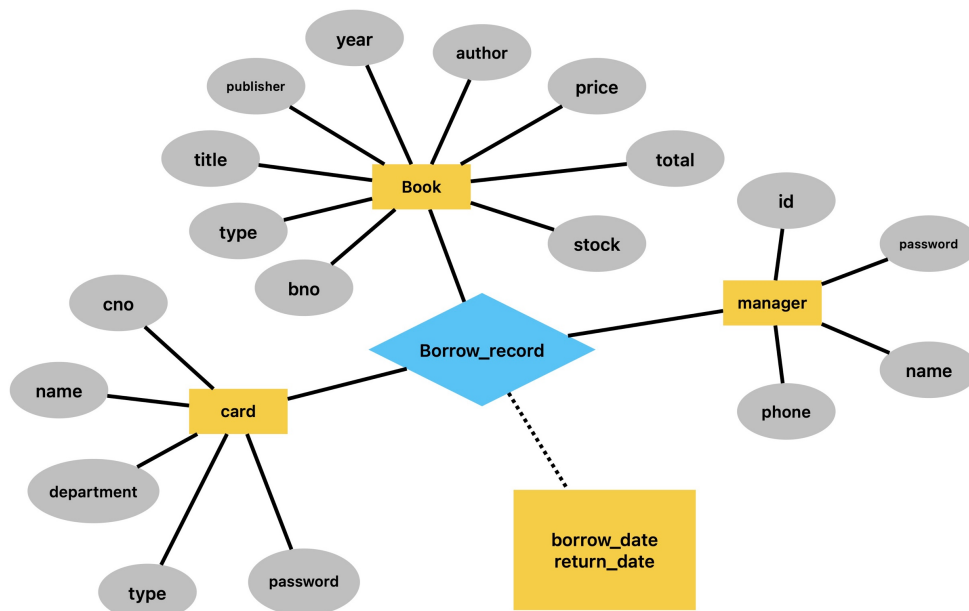 year
author
publisher
price
title
total
Book
type
stock
bno
id
password
manager
name
phone
cno
Borrow_record
name
card
department
type
password
borrow_date
return_date